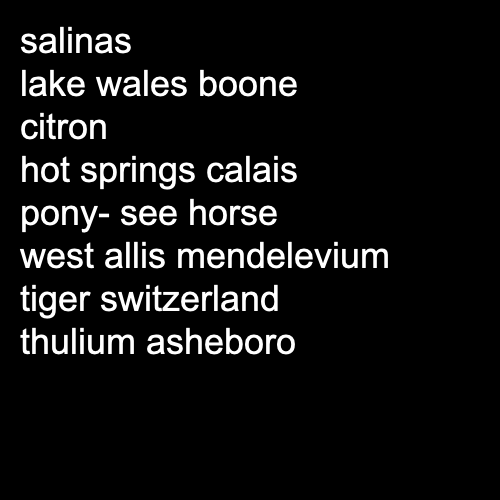 salinas
lake wales boone
citron
hot springs calais
pony- see horse
west allis mendelevium
tiger switzerland
thulium asheboro